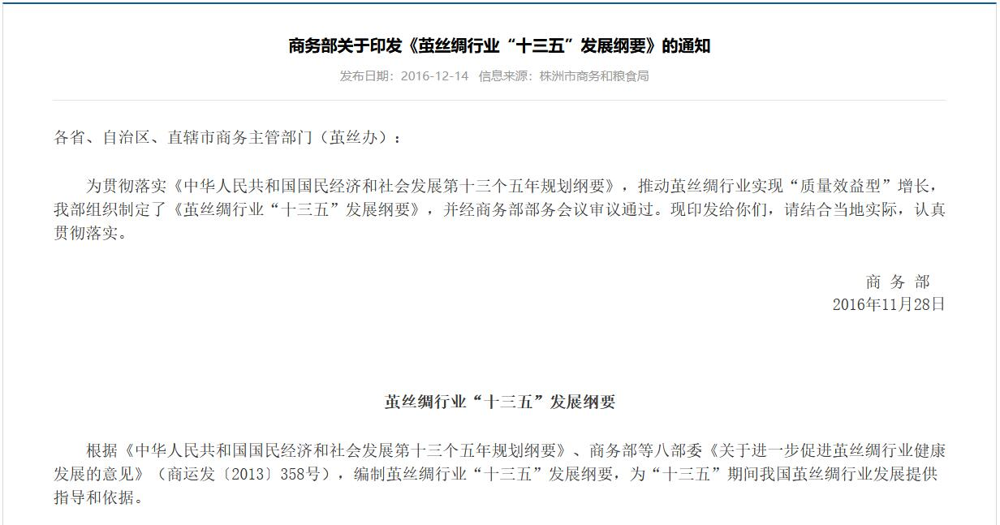 商务部关于印发《茧丝绸行业“十三五”发展纲要》的通知
发布日期：2016-12-14 信息来源：株洲市商务和粮食局
各省、自治区、直辖市商务主管部门（茧丝办）：
为贯彻落实《中华人民共和国国民经济和社会发展第十三个五年规划纲要》，推动茧丝绸行业实现“质量效益型”增长，
我部组织制定了《茧丝绸行业“十三五”发展纲要》，并经商务部部务会议审议通过。现印发给你们，请结合当地实际，认真
贯彻落实。
商 务 部
2016年11月28日
茧丝绸行业“十三五”发展纲要
根据《中华人民共和国国民经济和社会发展第十三个五年规划纲要》、商务部等八部委《关于进一步促进茧丝绸行业健康
发展的意见》（商运发〔2013〕358号），编制茧丝绸行业“十三五”发展纲要，为“十三五”期间我国茧丝绸行业发展提供
指导和依据。